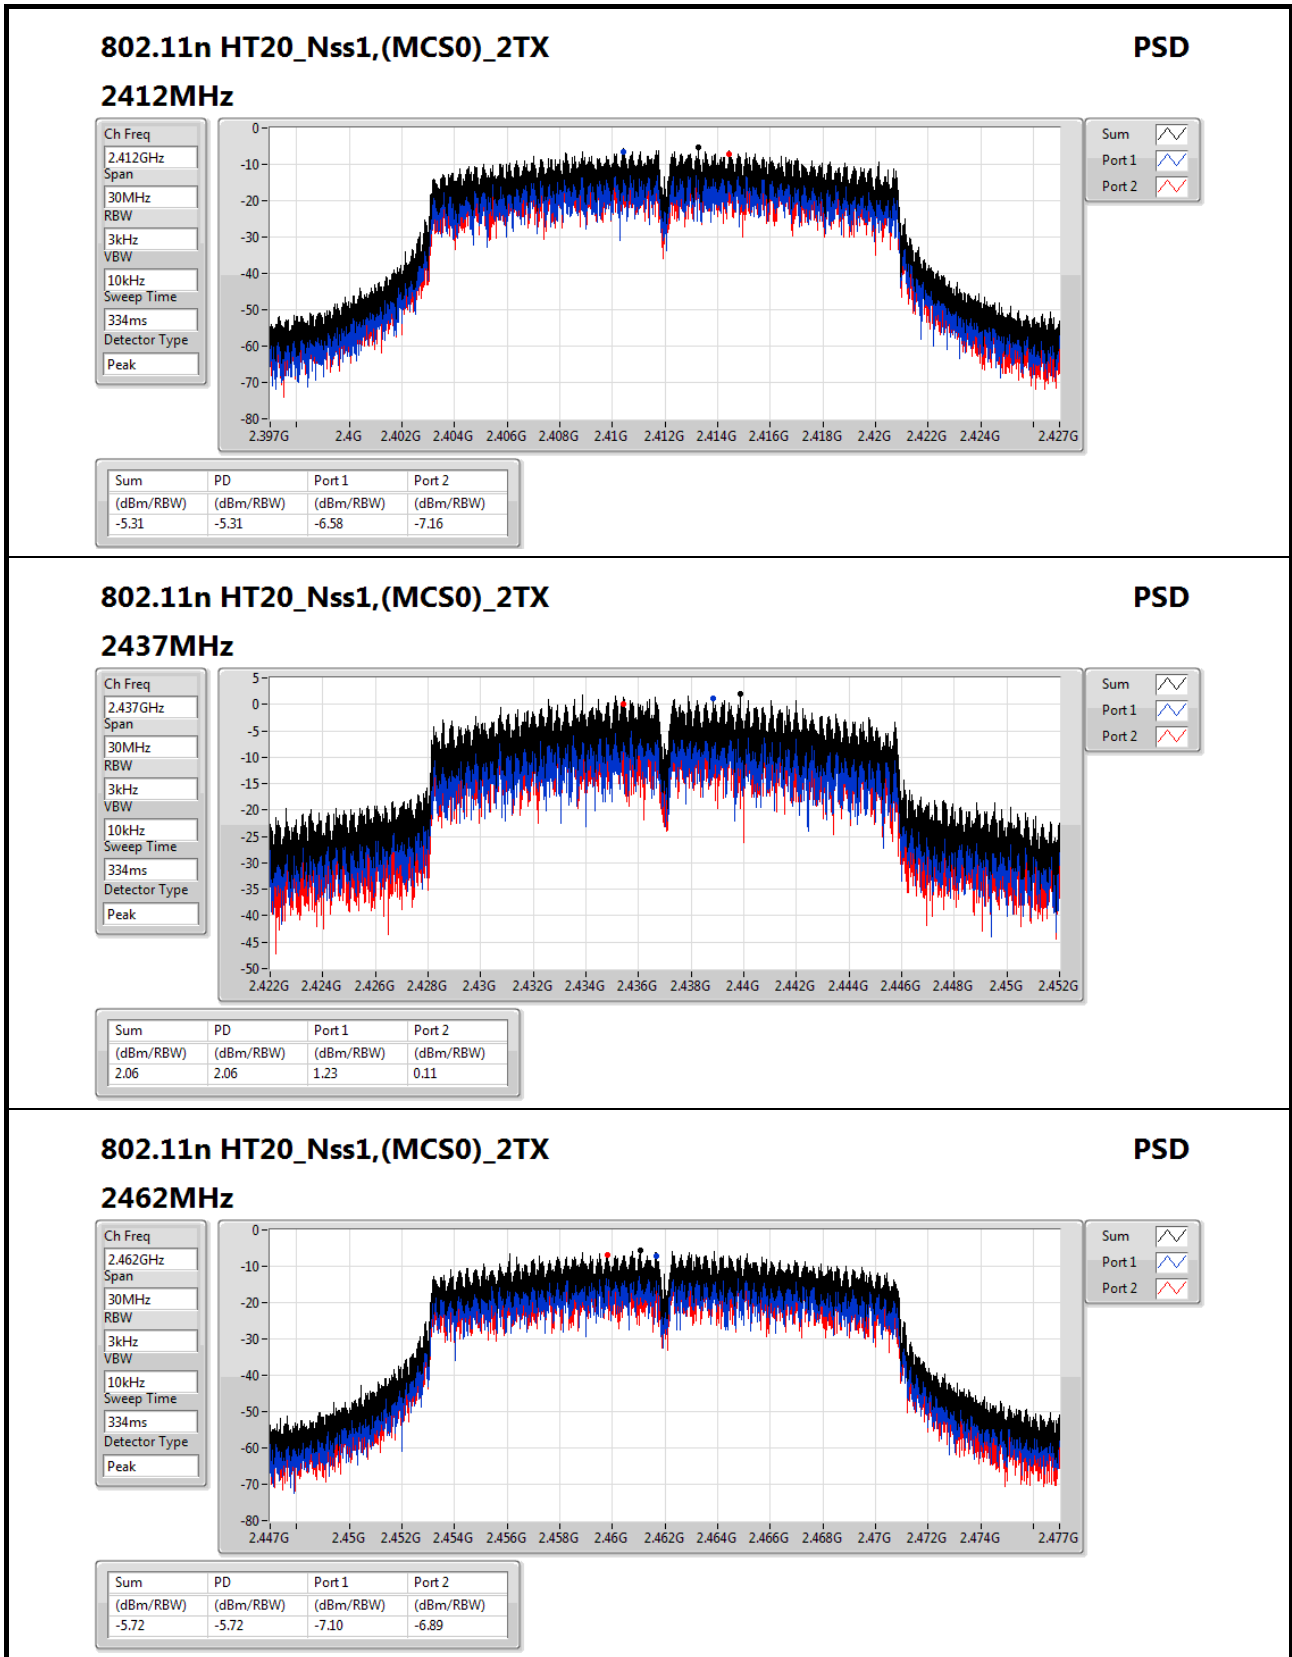 802.11n HT20_Nss1,(MCS0)_2TX PSD
2412MHz
Ch Freq
2.412GHz
Span
30MHz
RBW
3kHz
VBW
10kHz
Sweep Time
334ms
Detector Type
Peak
0
-10
-20
-30
-40
-50
-60
-70
-80
2.397G 2.4G 2.402G 2.404G 2.406G 2.408G 2.41G 2.412G 2.414G 2.416G 2.418G 2.42G 2.422G 2.424G 2.427G
Sum
Port 1
Port 2
Sum PD Port 1 Port 2
(dBm/RBW) (dBm/RBW) (dBm/RBW) (dBm/RBW)
-5.31 -5.31 -6.58 -7.16
802.11n HT20_Nss1,(MCS0)_2TX PSD
2437MHz
Ch Freq
2.437GHz
Span
30MHz
RBW
3kHz
VBW
10kHz
Sweep Time
334ms
Detector Type
Peak
5
0
-5
-10
-15
-20
-25
-30
-35
-40
-45
-50
2.422G 2.424G 2.426G 2.428G 2.43G 2.432G 2.434G 2.436G 2.438G 2.44G 2.442G 2.444G 2.446G 2.448G 2.45G 2.452G
Sum
Port 1
Port 2
Sum PD Port 1 Port 2
(dBm/RBW) (dBm/RBW) (dBm/RBW) (dBm/RBW)
2.06 2.06 1.23 0.11
802.11n HT20_Nss1,(MCS0)_2TX PSD
2462MHz
Ch Freq
2.462GHz
Span
30MHz
RBW
3kHz
VBW
10kHz
Sweep Time
334ms
Detector Type
Peak
0
-10
-20
-30
-40
-50
-60
-70
-80
2.447G 2.45G 2.452G 2.454G 2.456G 2.458G 2.46G 2.462G 2.464G 2.466G 2.468G 2.47G 2.472G 2.474G 2.477G
Sum
Port 1
Port 2
Sum PD Port 1 Port 2
(dBm/RBW) (dBm/RBW) (dBm/RBW) (dBm/RBW)
-5.72 -5.72 -7.10 -6.89